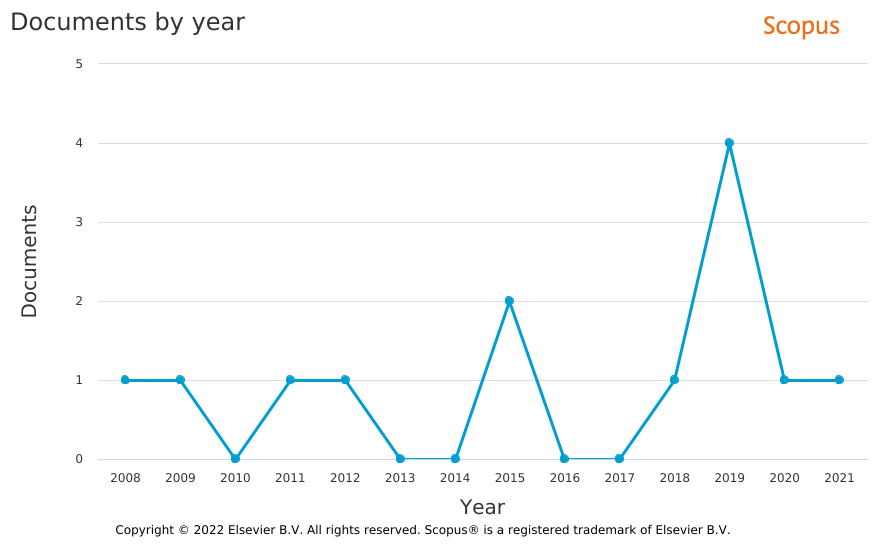 Documents by year
Scopus
5
4
3
2
1
0
Documents
2008 2009 2010 2011 2012 2013 2014 2015 2016 2017 2018 2019 2020 2021
Year
Copyright © 2022 Elsevier B.V. All rights reserved. Scopus® is a registered trademark of Elsevier B.V.